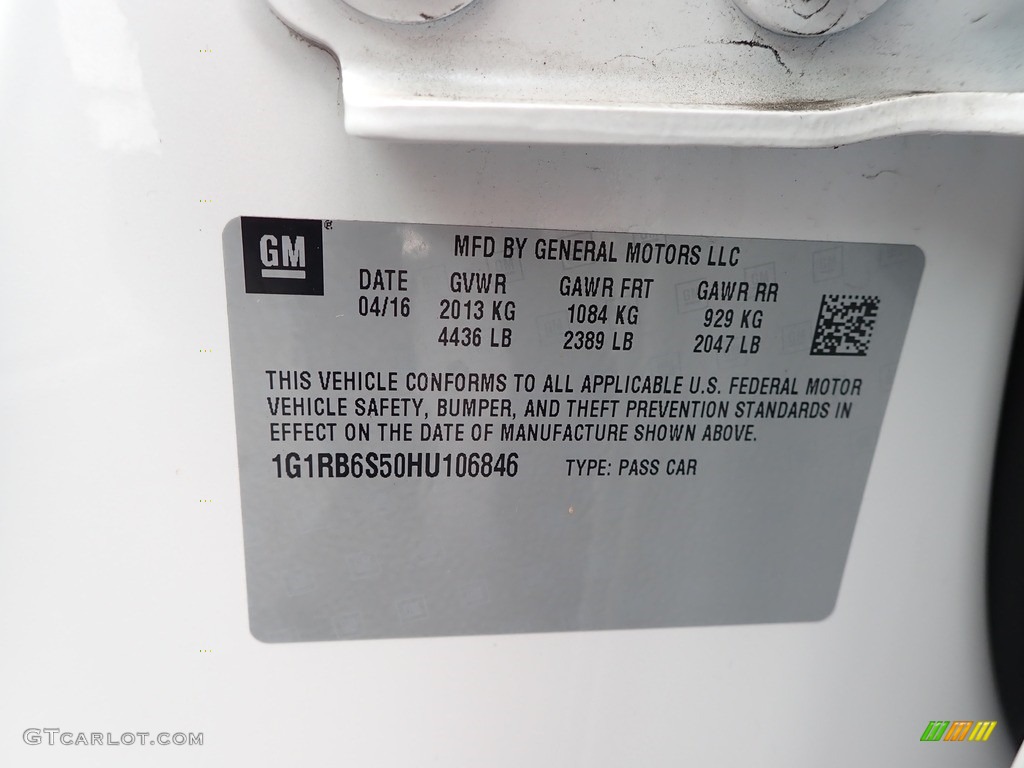 GM
®
MFD BY GENERAL MOTORS LLC
DATE GVWR GAWR FRT GAWR RR
04/16 2013 KG 1084 KG 929 KG
4436 LB 2389 LB 2047 LB
THIS VEHICLE CONFORMS TO ALL APPLICABLE U.S. FEDERAL MOTOR
VEHICLE SAFETY, BUMPER, AND THEFT PREVENTION STANDARDS IN
EFFECT ON THE DATE OF MANUFACTURE SHOWN ABOVE.
1G1RB6S50HU106846 TYPE: PASS CAR
GTCARLOT.COM